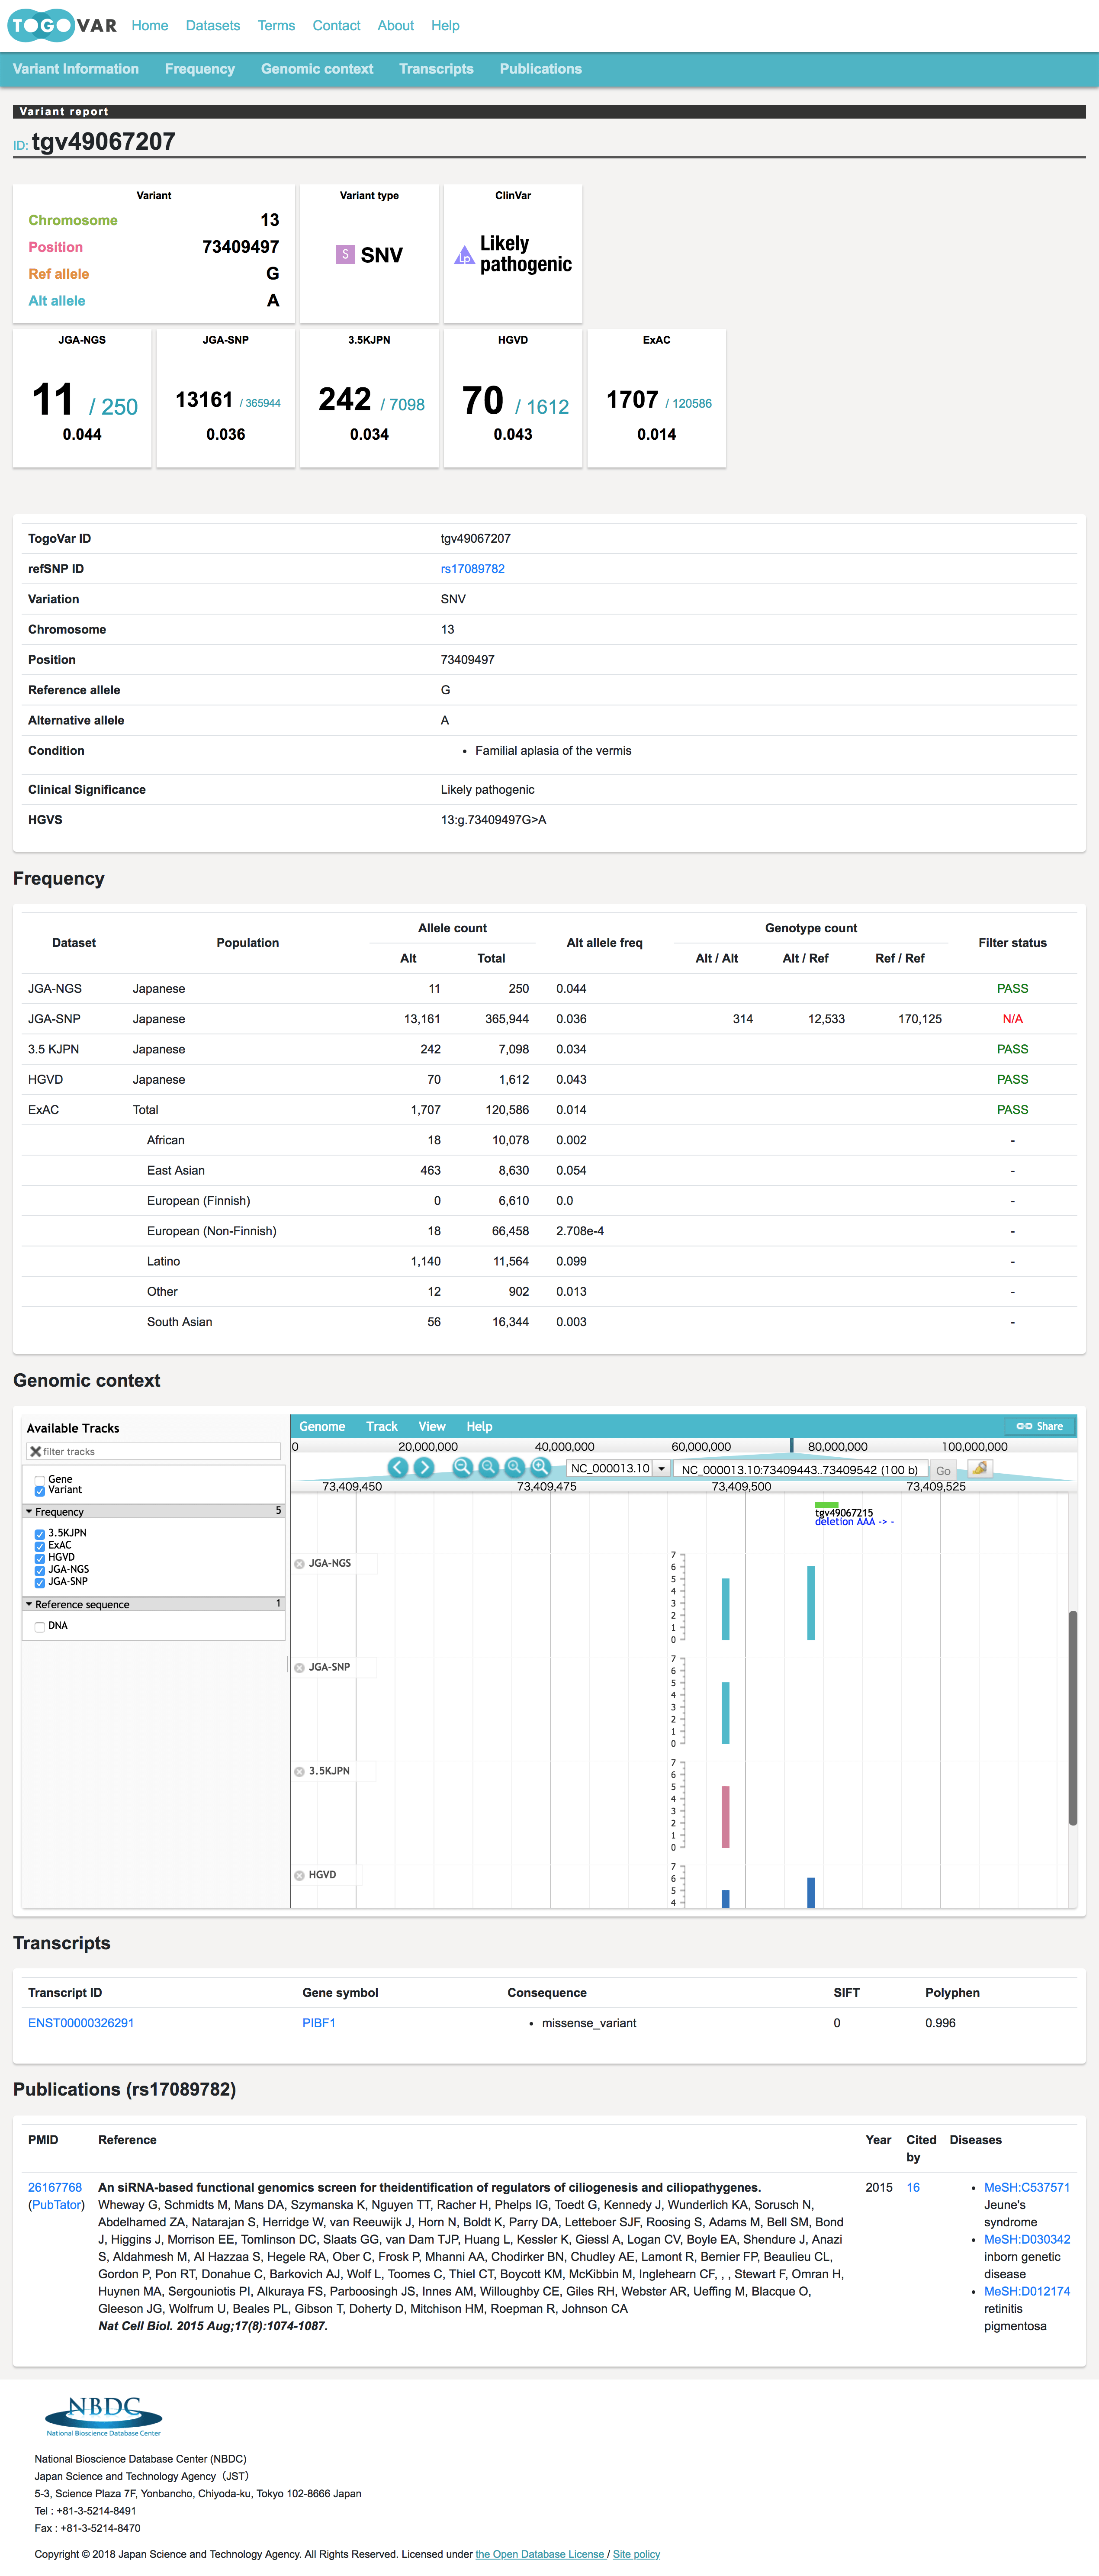 TOGO VAR Home Datasets Terms Contact About Help
Variant Information Frequency Genomic context Transcripts Publications
Variant report
ID: tgv49067207
Variant
Chromosome 13
Position 73409497
Ref allele G
Alt allele A
Variant type
S SNV
ClinVar
Lp Likely
pathogenic
JGA-NGS
11 / 250
0.044
JGA-SNP
13161 / 365944
0.036
3.5KJPN
242 / 7098
0.034
HGVD
70 / 1612
0.043
ExAC
1707 / 120586
0.014
TogoVar ID tgv49067207
refSNP ID rs17089782
Variation SNV
Chromosome 13
Position 73409497
Reference allele G
Alternative allele A
Condition • Familial aplasia of the vermis
Clinical Significance Likely pathogenic
HGVS 13:g.73409497G>A
Frequency
Dataset Population Allele count Alt allele freq Genotype count Filter status
Alt Total Alt / Alt Alt / Ref Ref / Ref
JGA-NGS Japanese 11 250 0.044 PASS
JGA-SNP Japanese 13,161 365,944 0.036 314 12,533 170,125 N/A
3.5 KJPN Japanese 242 7,098 0.034 PASS
HGVD Japanese 70 1,612 0.043 PASS
ExAC Total 1,707 120,586 0.014 PASS
African 18 10,078 0.002 -
East Asian 463 8,630 0.054 -
European (Finnish) 0 6,610 0.0 -
European (Non-Finnish) 18 66,458 2.708e-4 -
Latino 1,140 11,564 0.099 -
Other 12 902 0.013 -
South Asian 56 16,344 0.003 -
Genomic context
Available Tracks
filter tracks
Gene
Variant
Frequency 5
3.5KJPN
ExAC
HGVD
JGA-NGS
JGA-SNP
Reference sequence 1
DNA
Genome Track View Help Share
0 20,000,000 40,000,000 60,000,000 80,000,000 100,000,000
NC_000013.10 NC_000013.10:73409443..73409542 (100 b) Go
73,409,450 73,409,475 73,409,500 73,409,525
tgv49067215
deletion AAA -> -
JGA-NGS
7
6
5
4
3
2
1
0
JGA-SNP
7
6
5
4
3
2
1
0
3.5KJPN
7
6
5
4
3
2
1
0
HGVD
7
6
5
4
Transcripts
Transcript ID Gene symbol Consequence SIFT Polyphen
ENST00000326291 PIBF1 • missense_variant 0 0.996
Publications (rs17089782)
PMID Reference Year Cited by Diseases
26167768
(PubTator)
An siRNA-based functional genomics screen for theidentification of regulators of ciliogenesis and ciliopathygenes.
Wheway G, Schmidts M, Mans DA, Szymanska K, Nguyen TT, Racher H, Phelps IG, Toedt G, Kennedy J, Wunderlich KA, Sorusch N,
Abdelhamed ZA, Natarajan S, Herridge W, van Reeuwijk J, Horn N, Boldt K, Parry DA, Letteboer SJF, Roosing S, Adams M, Bell SM, Bond
J, Higgins J, Morrison EE, Tomlinson DC, Slaats GG, van Dam TJP, Huang L, Kessler K, Giessl A, Logan CV, Boyle EA, Shendure J, Anazi
S, Aldahmesh M, Al Hazzaa S, Hegele RA, Ober C, Frosk P, Mhanni AA, Chodirker BN, Chudley AE, Lamont R, Bernier FP, Beaulieu CL,
Gordon P, Pon RT, Donahue C, Barkovich AJ, Wolf L, Toomes C, Thiel CT, Boycott KM, McKibbin M, Inglehearn CF, , , Stewart F, Omran H,
Huynen MA, Sergouniotis PI, Alkuraya FS, Parboosingh JS, Innes AM, Willoughby CE, Giles RH, Webster AR, Ueffing M, Blacque O,
Gleeson JG, Wolfrum U, Beales PL, Gibson T, Doherty D, Mitchison HM, Roepman R, Johnson CA
Nat Cell Biol. 2015 Aug;17(8):1074-1087.
2015 16
• MeSH:C537571
Jeune's
syndrome
• MeSH:D030342
inborn genetic
disease
• MeSH:D012174
retinitis
pigmentosa
NBDC
National Bioscience Database Center
National Bioscience Database Center (NBDC)
Japan Science and Technology Agency（JST）
5-3, Science Plaza 7F, Yonbancho, Chiyoda-ku, Tokyo 102-8666 Japan
Tel : +81-3-5214-8491
Fax : +81-3-5214-8470
Copyright © 2018 Japan Science and Technology Agency. All Rights Reserved. Licensed under the Open Database License / Site policy